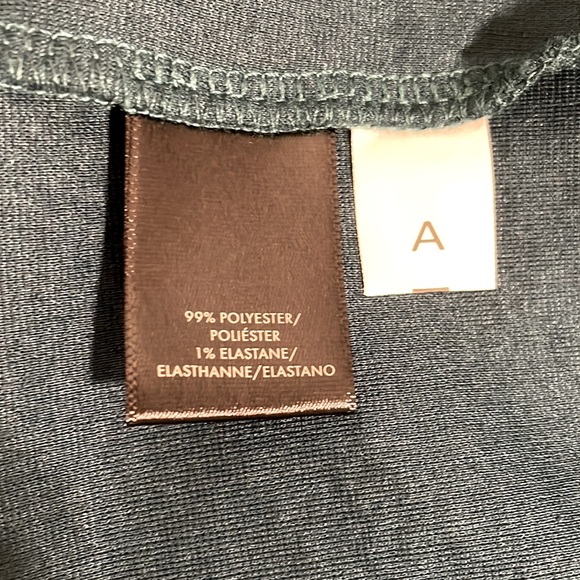 99% POLYESTER/
POLIÉSTER
1% ELASTANE/
ELASTHANNE/ELASTANO
A